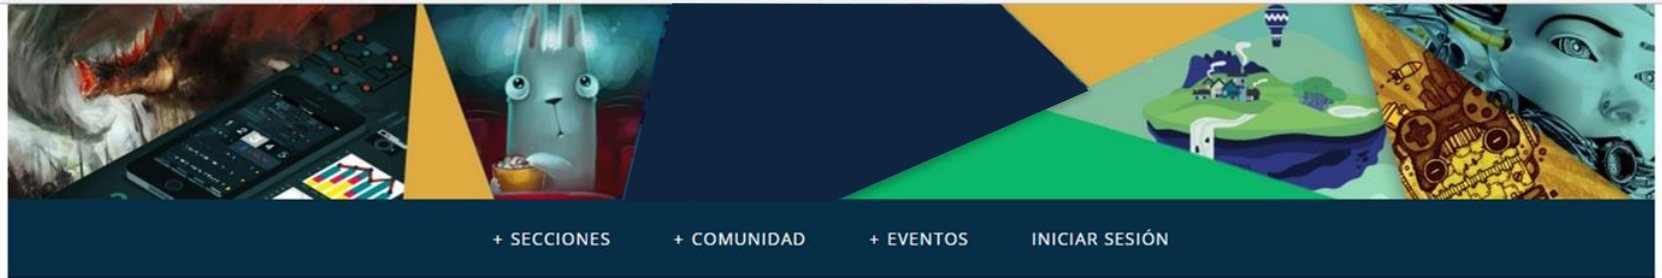 + SECCIONES + COMUNIDAD + EVENTOS INICIAR SESIÓN